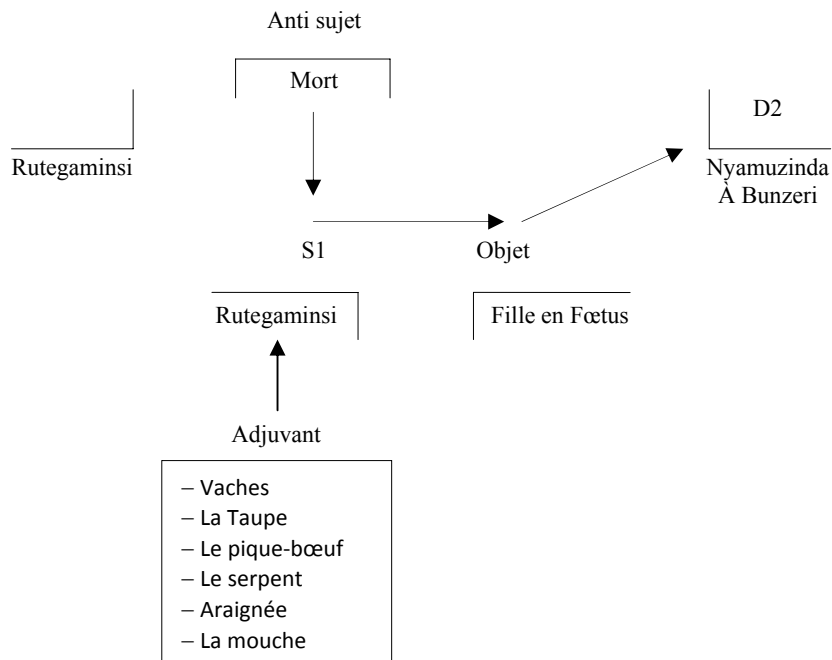 Anti sujet
Mort
D2
Rutegaminsi
Nyamuzinda
À Bunzeri
S1
Objet
Rutegaminsi
Fille en Fœtus
Adjuvant
– Vaches
– La Taupe
– Le pique-bœuf
– Le serpent
– Araignée
– La mouche